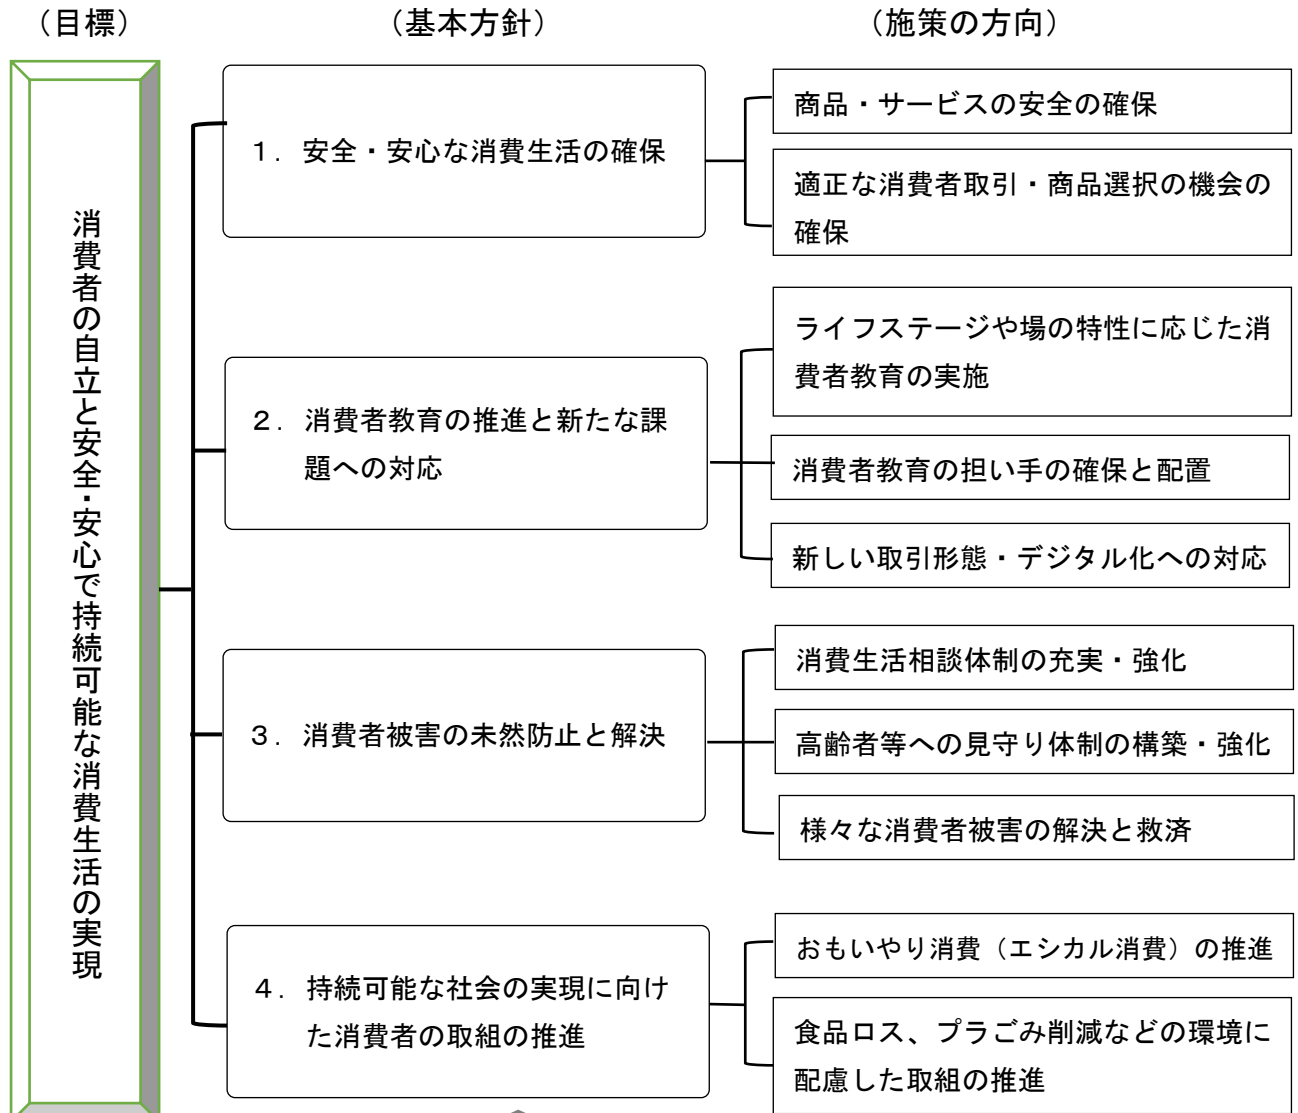 （目標）
（基本方針）
（施策の方向）
消費者の自立と安全・安心で持続可能な消費生活の実現
１．安全・安心な消費生活の確保
商品・サービスの安全の確保
適正な消費者取引・商品選択の機会の
確保
２．消費者教育の推進と新たな課
題への対応
ライフステージや場の特性に応じた消
費者教育の実施
消費者教育の担い手の確保と配置
新しい取引形態・デジタル化への対応
３．消費者被害の未然防止と解決
消費生活相談体制の充実・強化
高齢者等への見守り体制の構築・強化
様々な消費者被害の解決と救済
４．持続可能な社会の実現に向け
た消費者の取組の推進
おもいやり消費（エシカル消費）の推進
食品ロス、プラごみ削減などの環境に
配慮した取組の推進